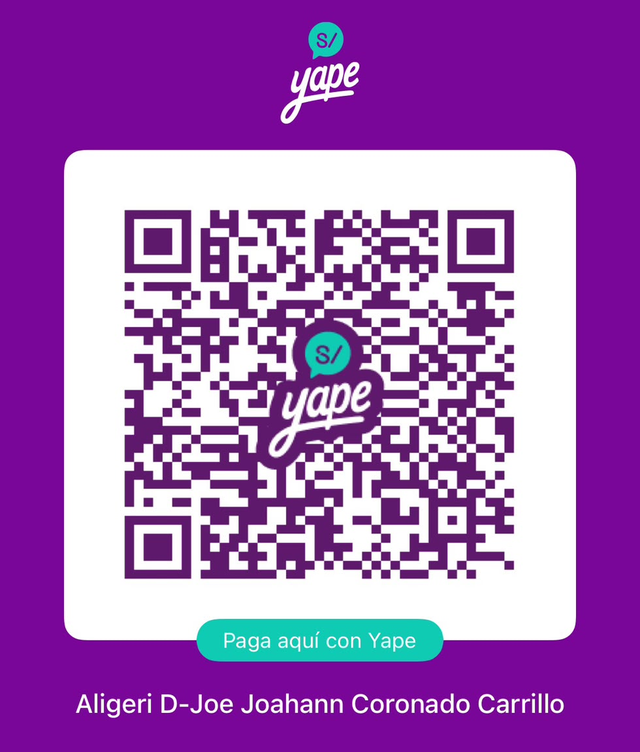 S/
yape
S/
yape
Paga aquí con Yape
Aligeri D-Joe Joahann Coronado Carrillo